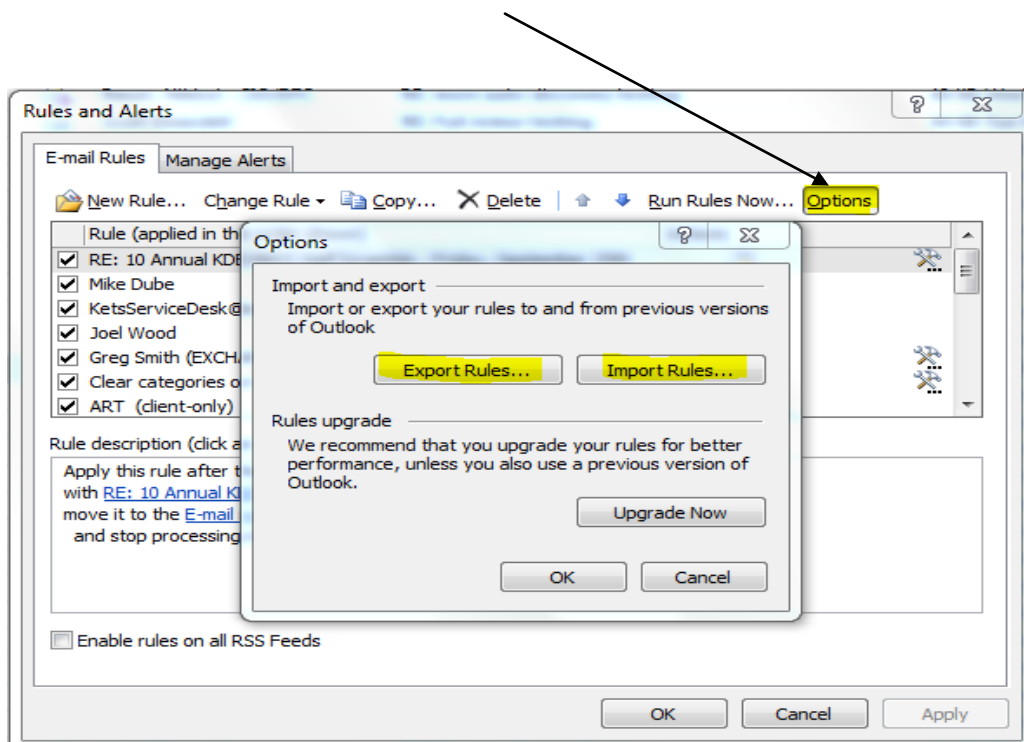 Rules and Alerts
E-mail Rules Manage Alerts
New Rule... Change Rule Copy... Delete Run Rules Now... Options
Rule (applied in th
RE: 10 Annual KDE
Mike Dube
KetsServiceDesk@
Joel Wood
Greg Smith (EXCHA
Clear categories o
ART (client-only)
Options
Import and export
Import or export your rules to and from previous versions
of Outlook
Export Rules... Import Rules...
Rules upgrade
We recommend that you upgrade your rules for better
performance, unless you also use a previous version of
Outlook.
Upgrade Now
OK Cancel
Rule description (click a
Apply this rule after t
with RE: 10 Annual K
move it to the E-mail
and stop processing
Enable rules on all RSS Feeds
OK Cancel Apply